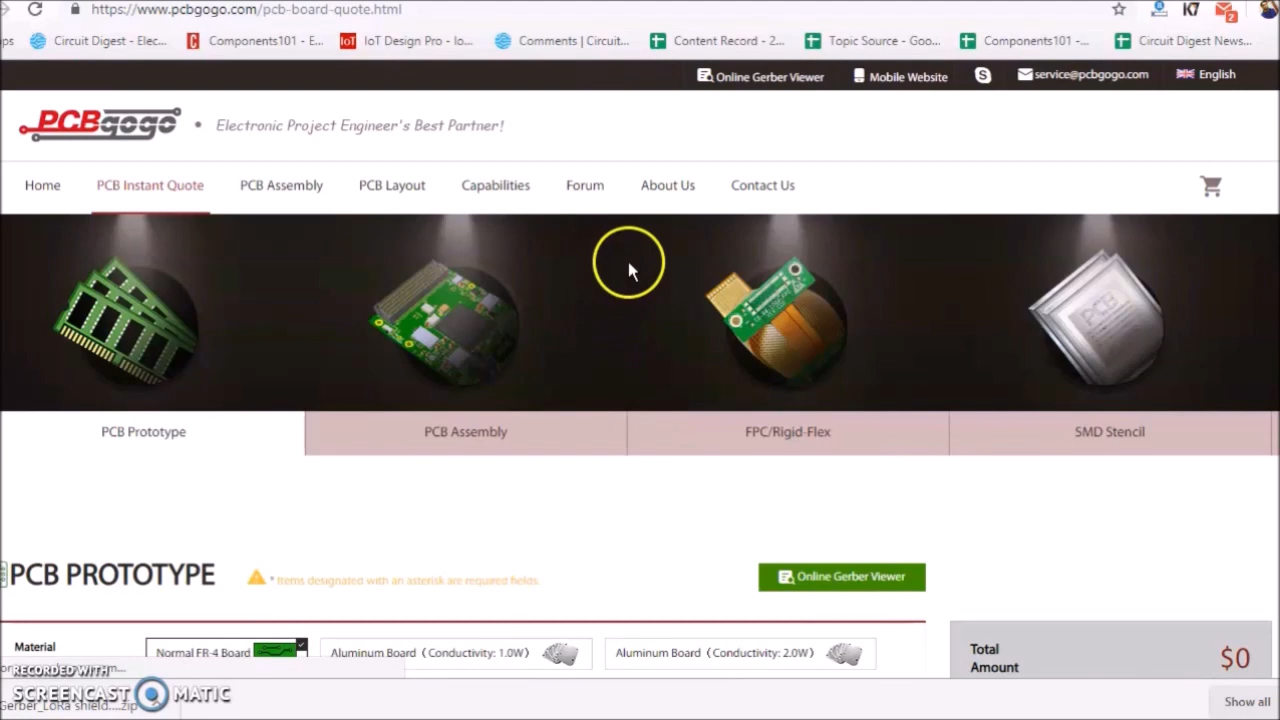 https://www.pcbgogo.com/pcb-board-quote.html
ps Circuit Digest - Elec... Components101 - E... IoT Design Pro - Io... Comments | Circuit... Content Record - 2... Topic Source - Goo... Components101 -... Circuit Digest News...
Online Gerber Viewer Mobile Website service@pcbgogo.com English
PCBgogo • Electronic Project Engineer's Best Partner!
Home PCB Instant Quote PCB Assembly PCB Layout Capabilities Forum About Us Contact Us
PCB
PCB Prototype PCB Assembly FPC/Rigid-Flex SMD Stencil
PCB PROTOTYPE * Items designated with an asterisk are required fields. Online Gerber Viewer
Material Normal FR-4 Board Aluminum Board (Conductivity: 1.0W) Aluminum Board (Conductivity: 2.0W)
Total
Amount $0
RECORDED WITH
SCREENCAST MATIC
Gerber_LoRa shield....zip Show all